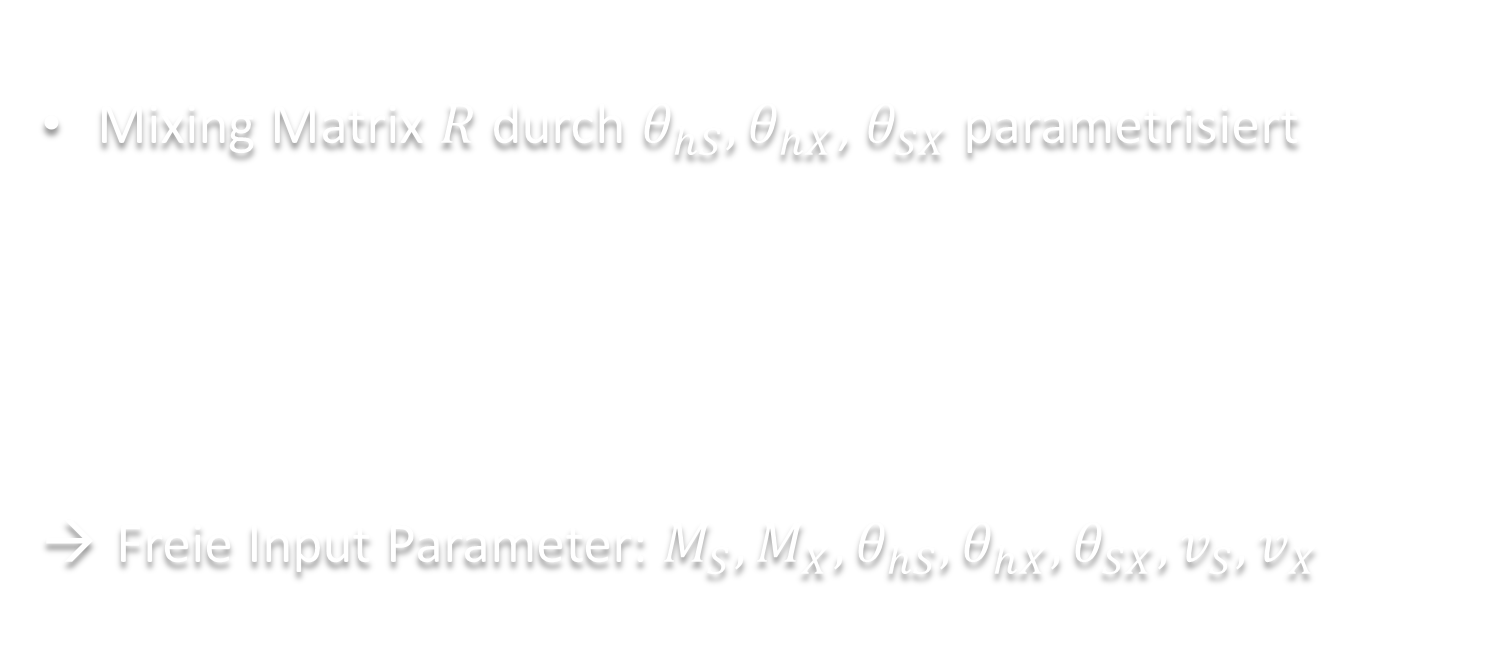 • Mixing Matrix R durch θ_hS, θ_hX, θ_SX parametrisiert
→ Freie Input Parameter: M_S, M_X, θ_hS, θ_hX, θ_SX, v_S, v_X